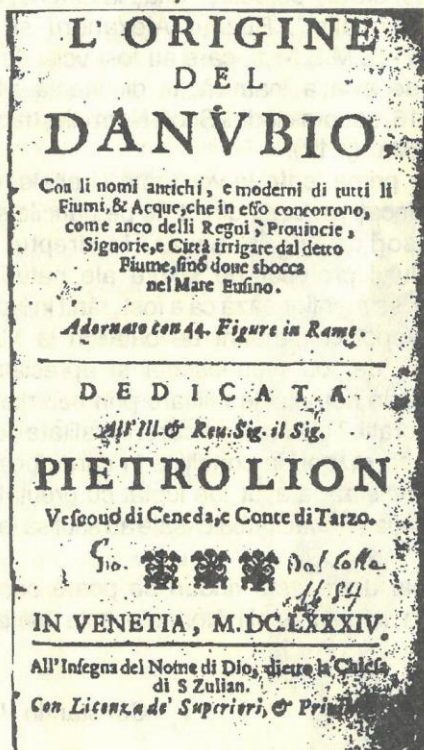 L'ORIGINE
DEL
DANVBIO,
Con li nomi antichi, e moderni di tutti li
Fiumi, & Acque, che in esso concorrono,
come anco delli Regni, Prouincie,
Signorie, e Città irrigate dal detto
Fiume, sino doue sbocca
nel Mare Eusino.
Adornato con 44. Figure in Rame.
DEDICATA
All'Ill. & Reu. Sig. il Sig.
PIETRO LION
Vescouo di Ceneda, e Conte di Tarzo.
Gio. Dal Colle
1684
IN VENETIA, M.DC.LXXXIV.
All'Insegna del Nome di Dio, dietro la Chiesa
di S Zulian.
Con Licenza de' Superiori, &